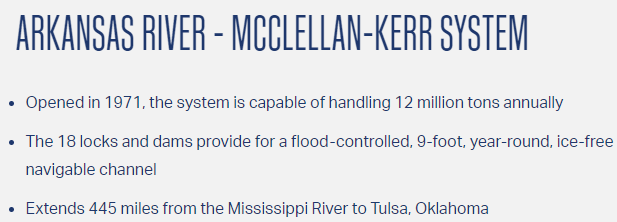 ARKANSAS RIVER - MCCLELLAN-KERR SYSTEM
• Opened in 1971, the system is capable of handling 12 million tons annually
• The 18 locks and dams provide for a flood-controlled, 9-foot, year-round, ice-free
navigable channel
• Extends 445 miles from the Mississippi River to Tulsa, Oklahoma